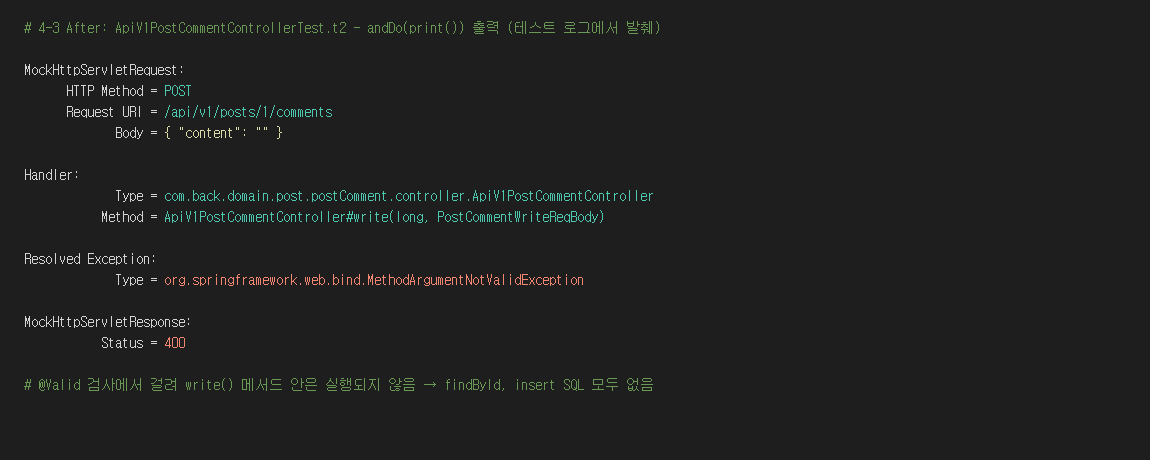 # 4-3 After: ApiV1PostCommentControllerTest.t2 - andDo(print()) 출력 (테스트 로그에서 발췌)
MockHttpServletRequest:
HTTP Method = POST
Request URI = /api/v1/posts/1/comments
Body = { "content": "" }
Handler:
Type = com.back.domain.post.postComment.controller.ApiV1PostCommentController
Method = ApiV1PostCommentController#write(long, PostCommentWriteReqBody)
Resolved Exception:
Type = org.springframework.web.bind.MethodArgumentNotValidException
MockHttpServletResponse:
Status = 400
# @Valid 검사에서 걸려 write() 메서드 안은 실행되지 않음 → findById, insert SQL 모두 없음